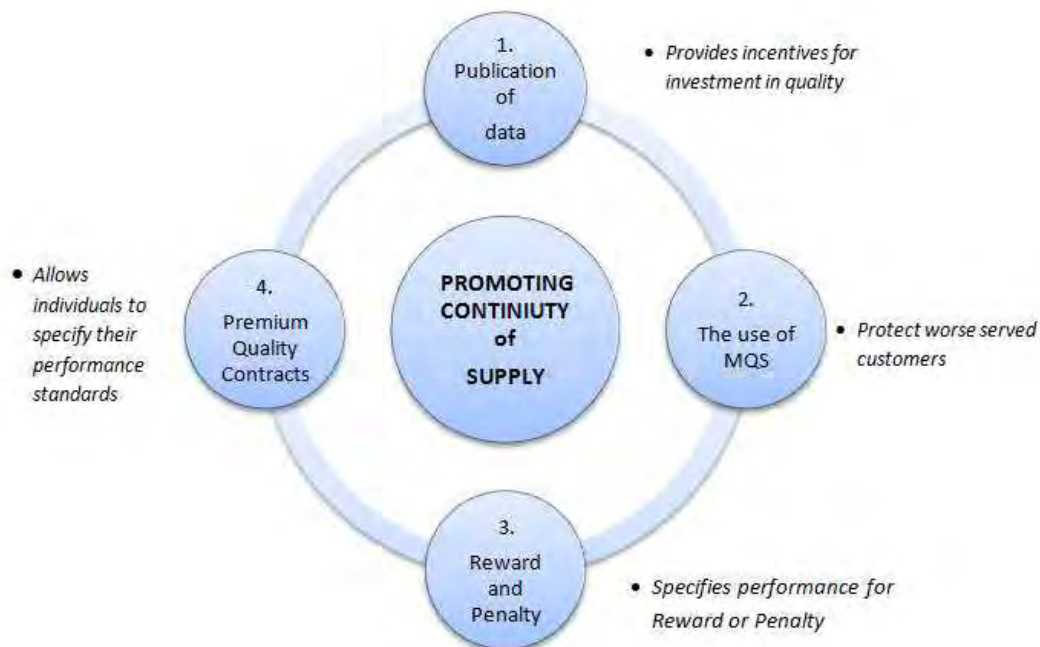 1.
Publication
of
data
• Provides incentives for
investment in quality
2.
The use of
MQS
• Protect worse served
customers
3.
Reward
and
Penalty
• Specifies performance for
Reward or Penalty
4.
Premium
Quality
Contracts
• Allows
individuals to
specify their
performance
standards
PROMOTING
CONTINIUTY
of
SUPPLY